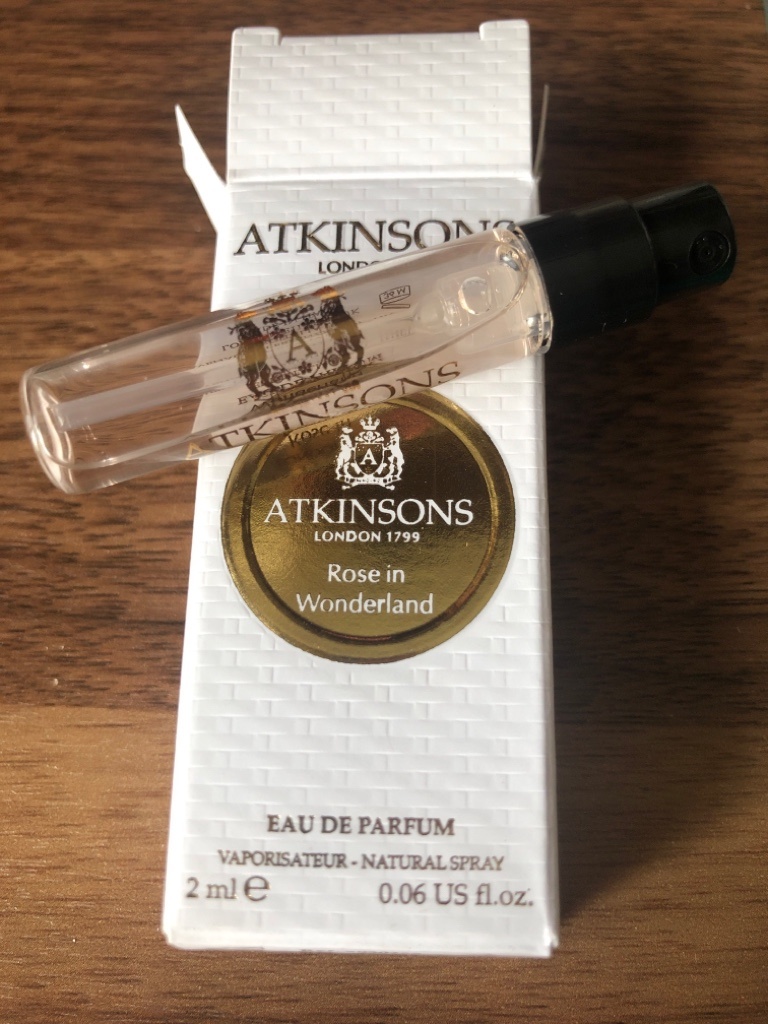 ATKINSONS
A
ATKINSONS
A
ATKINSONS
LONDON 1799
Rose in
Wonderland
EAU DE PARFUM
VAPORISATEUR - NATURAL SPRAY
2 ml e 0.06 US fl.oz.